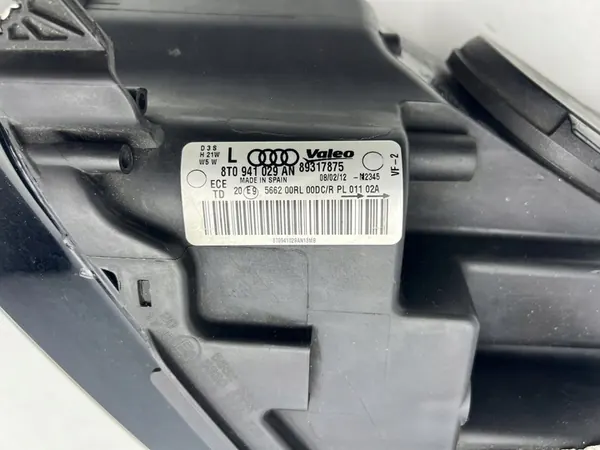 D3S
H21W
W5W
L Valeo
8T0 941 029 AN 89317875
MADE IN SPAIN 08/02/12 -M2345
VF-2
ECE 20 E9 5662 00RL 00DC/R PL 011 02A
TD